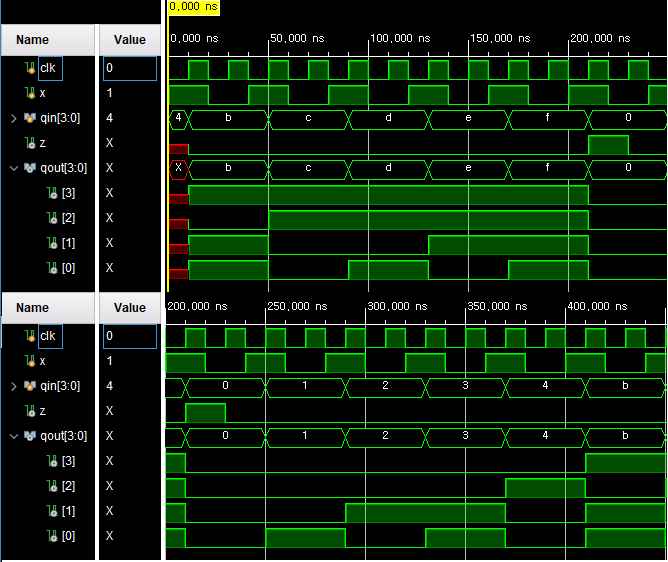 0,000 ns
Name Value 0,000 ns 50,000 ns 100,000 ns 150,000 ns 200,000 ns
clk 0
x 1
qin[3:0] 4 4 b c d e f 0
z X
qout[3:0] X X b c d e f 0
[3] X
[2] X
[1] X
[0] X
Name Value 200,000 ns 250,000 ns 300,000 ns 350,000 ns 400,000 ns
clk 0
x 1
qin[3:0] 4 0 1 2 3 4 b
z X
qout[3:0] X 0 1 2 3 4 b
[3] X
[2] X
[1] X
[0] X